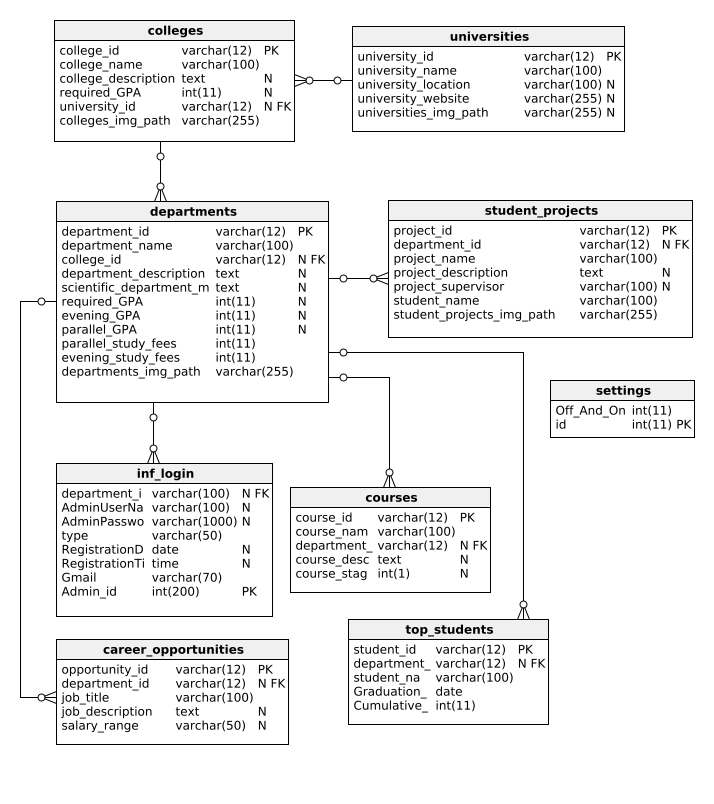 colleges
college_id varchar(12) PK
college_name varchar(100)
college_description text N
required_GPA int(11) N
university_id varchar(12) N FK
colleges_img_path varchar(255)
universities
university_id varchar(12) PK
university_name varchar(100)
university_location varchar(100) N
university_website varchar(255) N
universities_img_path varchar(255) N
departments
department_id varchar(12) PK
department_name varchar(100)
college_id varchar(12) N FK
department_description text N
scientific_department_m text N
required_GPA int(11) N
evening_GPA int(11) N
parallel_GPA int(11) N
parallel_study_fees int(11)
evening_study_fees int(11)
departments_img_path varchar(255)
student_projects
project_id varchar(12) PK
department_id varchar(12) N FK
project_name varchar(100)
project_description text N
project_supervisor varchar(100) N
student_name varchar(100)
student_projects_img_path varchar(255)
settings
Off_And_On int(11)
id int(11) PK
inf_login
department_i varchar(100) N FK
AdminUserNa varchar(100) N
AdminPasswo varchar(1000) N
type varchar(50)
RegistrationD date N
RegistrationTi time N
Gmail varchar(70)
Admin_id int(200) PK
courses
course_id varchar(12) PK
course_nam varchar(100)
department_ varchar(12) N FK
course_desc text N
course_stag int(1) N
career_opportunities
opportunity_id varchar(12) PK
department_id varchar(12) N FK
job_title varchar(100)
job_description text N
salary_range varchar(50) N
top_students
student_id varchar(12) PK
department_ varchar(12) N FK
student_na varchar(100)
Graduation_ date
Cumulative_ int(11)